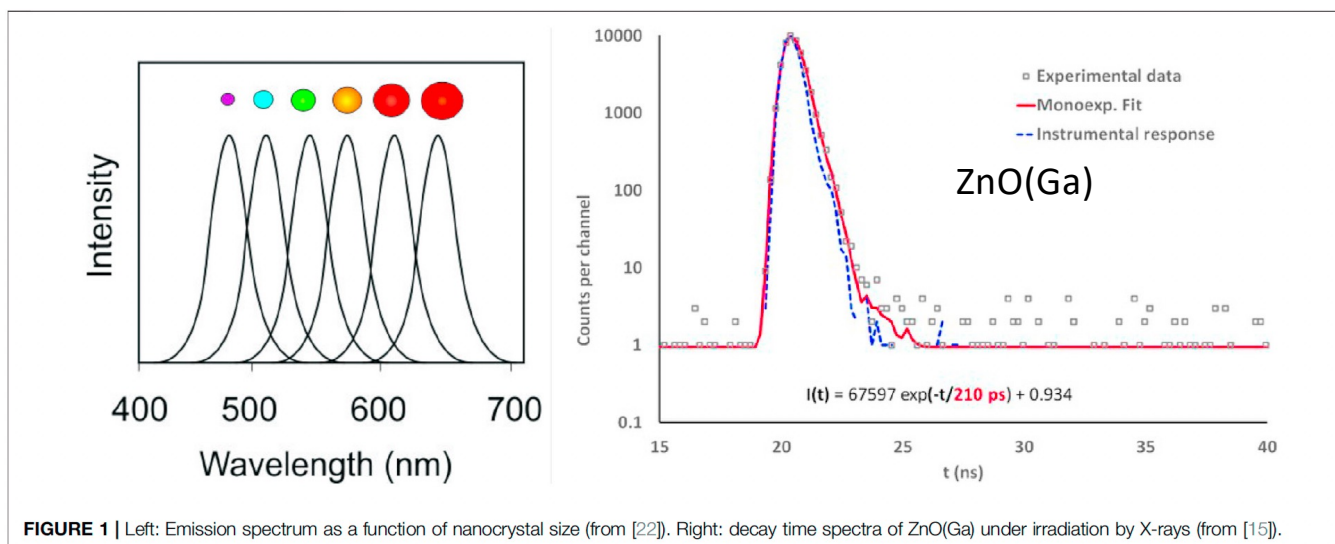 Intensity
400
500
600
700
Wavelength (nm)
10000
1000
100
10
1
0.1
Counts per channel
15
20
25
30
35
40
t (ns)
Experimental data
Monoexp. Fit
Instrumental response
ZnO(Ga)
I(t) = 67597 exp(-t/210 ps) + 0.934
FIGURE 1 | Left: Emission spectrum as a function of nanocrystal size (from [22]). Right: decay time spectra of ZnO(Ga) under irradiation by X-rays (from [15]).